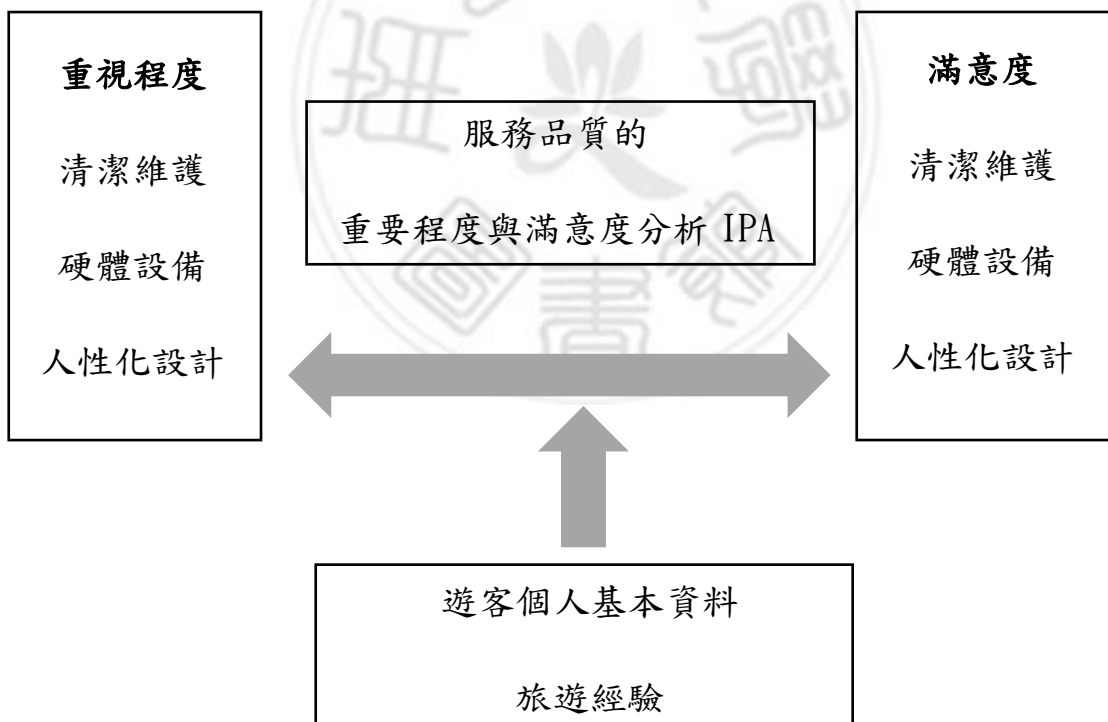 重視程度
清潔維護
硬體設備
人性化設計
服務品質的
重要程度與滿意度分析 IPA
滿意度
清潔維護
硬體設備
人性化設計
遊客個人基本資料
旅遊經驗